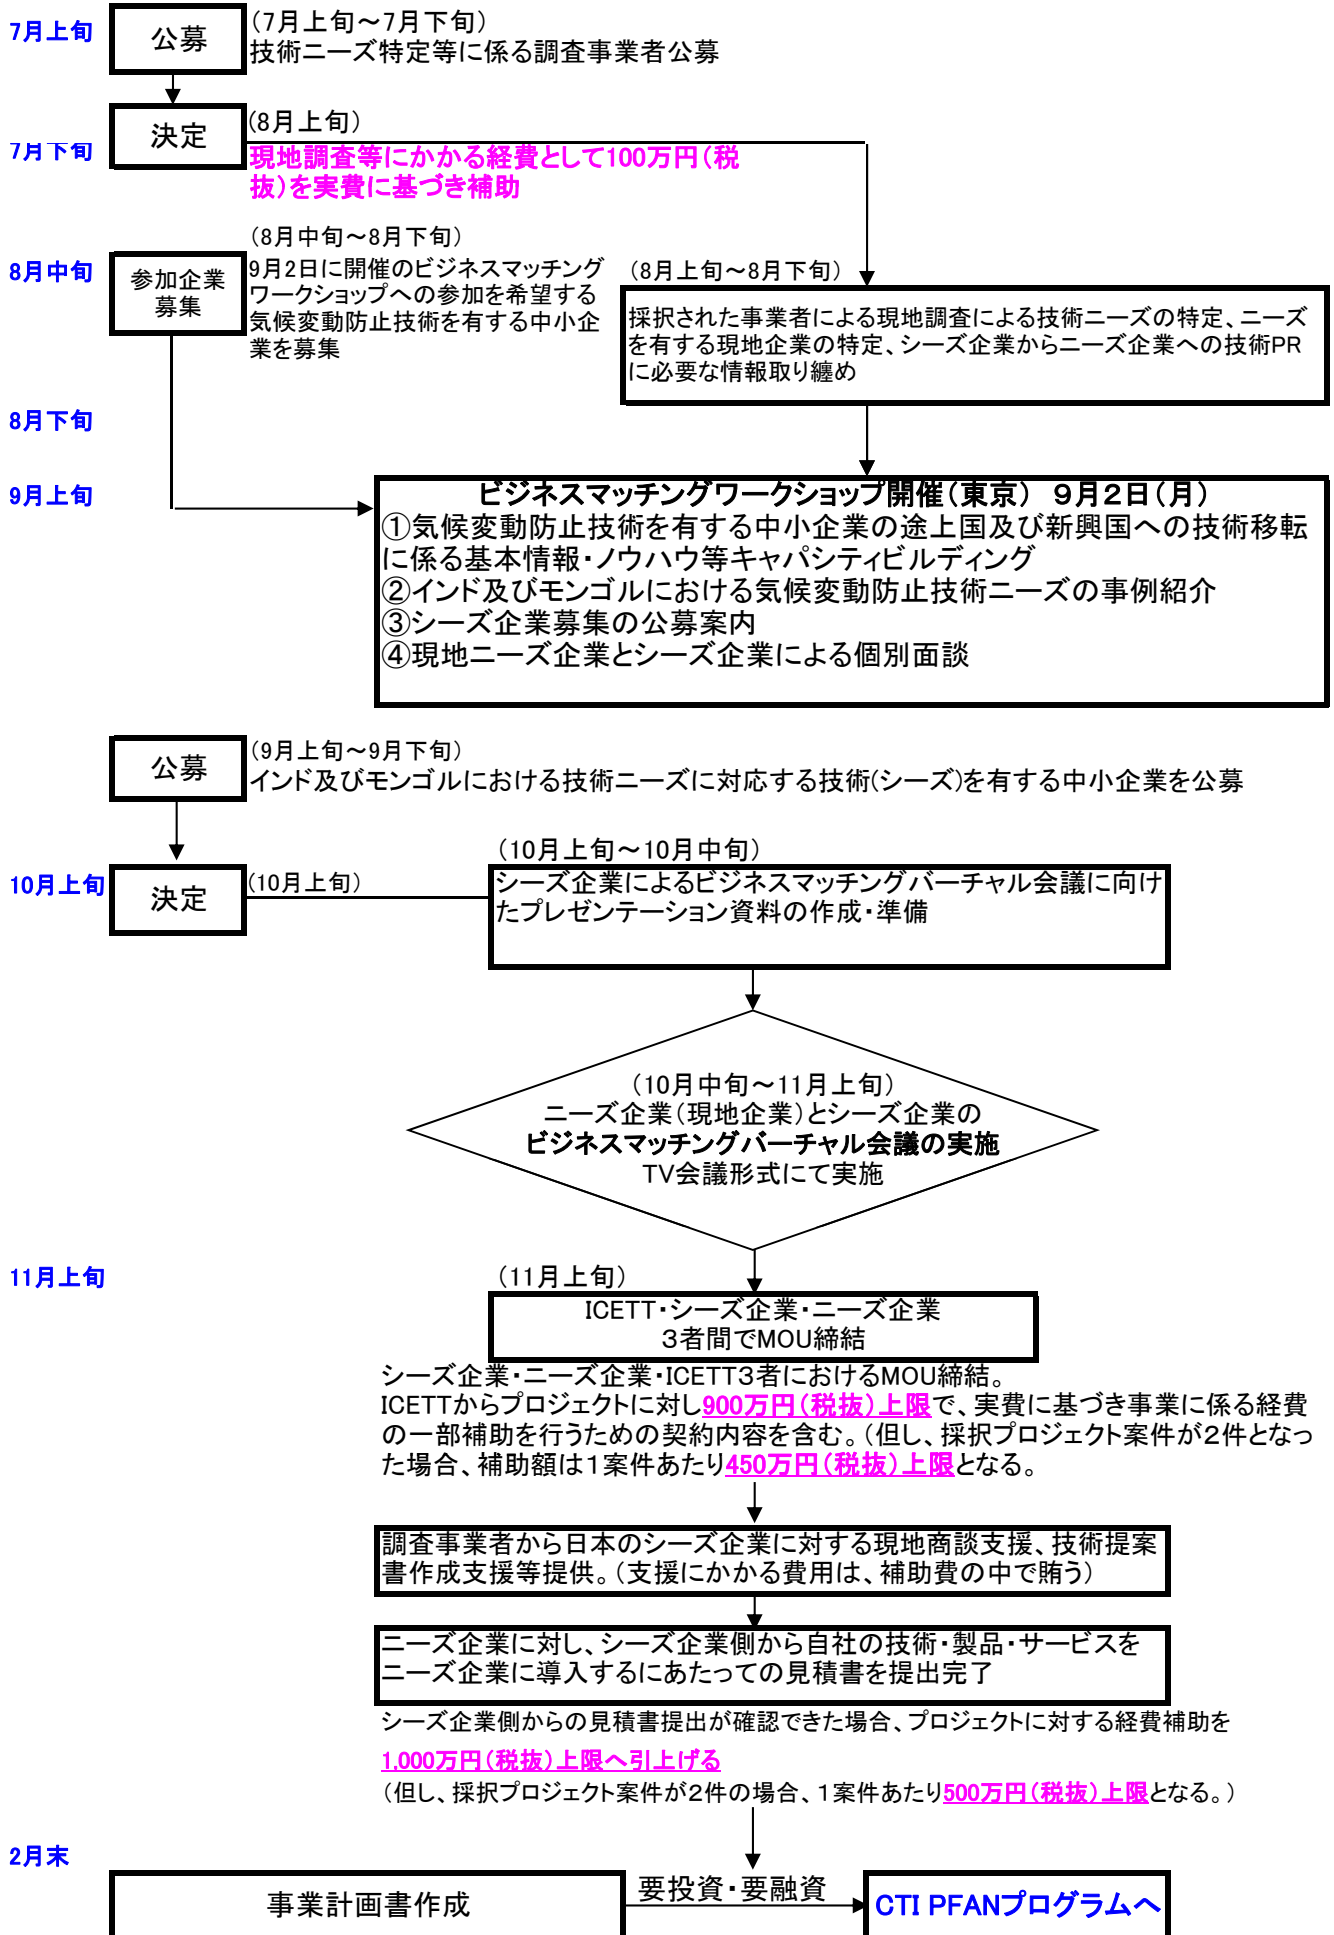 7月上旬
公募
（7月上旬～7月下旬）
技術ニーズ特定等に係る調査事業者公募
決定
（8月上旬）
7月下旬
現地調査等にかかる経費として100万円（税
抜）を実費に基づき補助
（8月中旬～8月下旬）
8月中旬
参加企業
募集
9月2日に開催のビジネスマッチング
ワークショップへの参加を希望する
気候変動防止技術を有する中小企
業を募集
（8月上旬～8月下旬）
採択された事業者による現地調査による技術ニーズの特定、ニーズ
を有する現地企業の特定、シーズ企業からニーズ企業への技術PR
に必要な情報取り纏め
8月下旬
9月上旬
ビジネスマッチングワークショップ開催（東京） ９月２日（月）
①気候変動防止技術を有する中小企業の途上国及び新興国への技術移転
に係る基本情報・ノウハウ等キャパシティビルディング
②インド及びモンゴルにおける気候変動防止技術ニーズの事例紹介
③シーズ企業募集の公募案内
④現地ニーズ企業とシーズ企業による個別面談
公募
（9月上旬～9月下旬）
インド及びモンゴルにおける技術ニーズに対応する技術(シーズ)を有する中小企業を公募
10月上旬
決定
（10月上旬）
（10月上旬～10月中旬）
シーズ企業によるビジネスマッチングバーチャル会議に向け
たプレゼンテーション資料の作成・準備
（10月中旬～11月上旬）
ニーズ企業（現地企業）とシーズ企業の
ビジネスマッチングバーチャル会議の実施
TV会議形式にて実施
11月上旬
（11月上旬）
ICETT・シーズ企業・ニーズ企業
３者間でMOU締結
シーズ企業・ニーズ企業・ICETT３者におけるMOU締結。
ICETTからプロジェクトに対し900万円（税抜）上限で、実費に基づき事業に係る経費
の一部補助を行うための契約内容を含む。（但し、採択プロジェクト案件が２件となっ
た場合、補助額は１案件あたり450万円（税抜）上限となる。
調査事業者から日本のシーズ企業に対する現地商談支援、技術提案
書作成支援等提供。（支援にかかる費用は、補助費の中で賄う）
ニーズ企業に対し、シーズ企業側から自社の技術・製品・サービスを
ニーズ企業に導入するにあたっての見積書を提出完了
シーズ企業側からの見積書提出が確認できた場合、プロジェクトに対する経費補助を
1,000万円（税抜）上限へ引上げる
（但し、採択プロジェクト案件が２件の場合、１案件あたり500万円（税抜）上限となる。）
2月末
事業計画書作成
要投資・要融資
CTI PFANプログラムへ